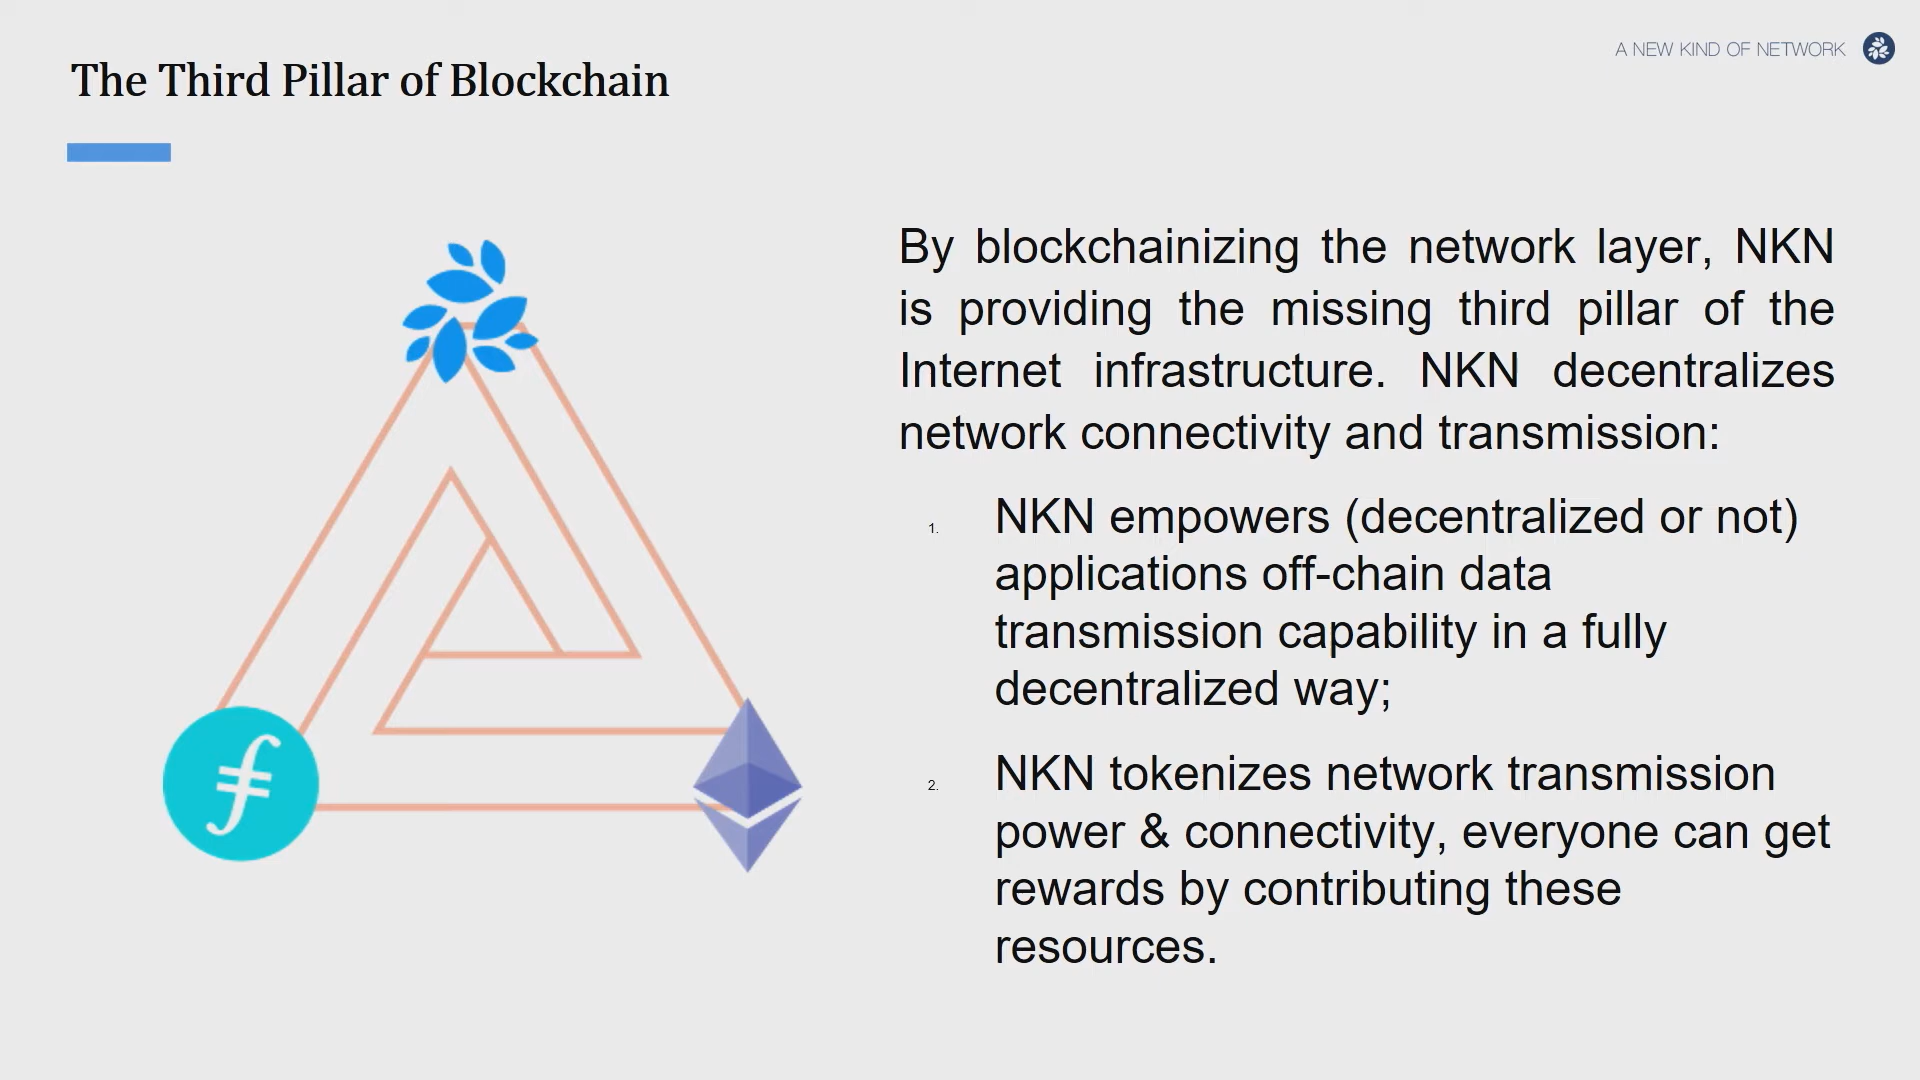 A NEW KIND OF NETWORK
The Third Pillar of Blockchain
By blockchainizing the network layer, NKN
is providing the missing third pillar of the
Internet infrastructure. NKN decentralizes
network connectivity and transmission:
1. NKN empowers (decentralized or not)
applications off-chain data
transmission capability in a fully
decentralized way;
2. NKN tokenizes network transmission
power & connectivity, everyone can get
rewards by contributing these
resources.